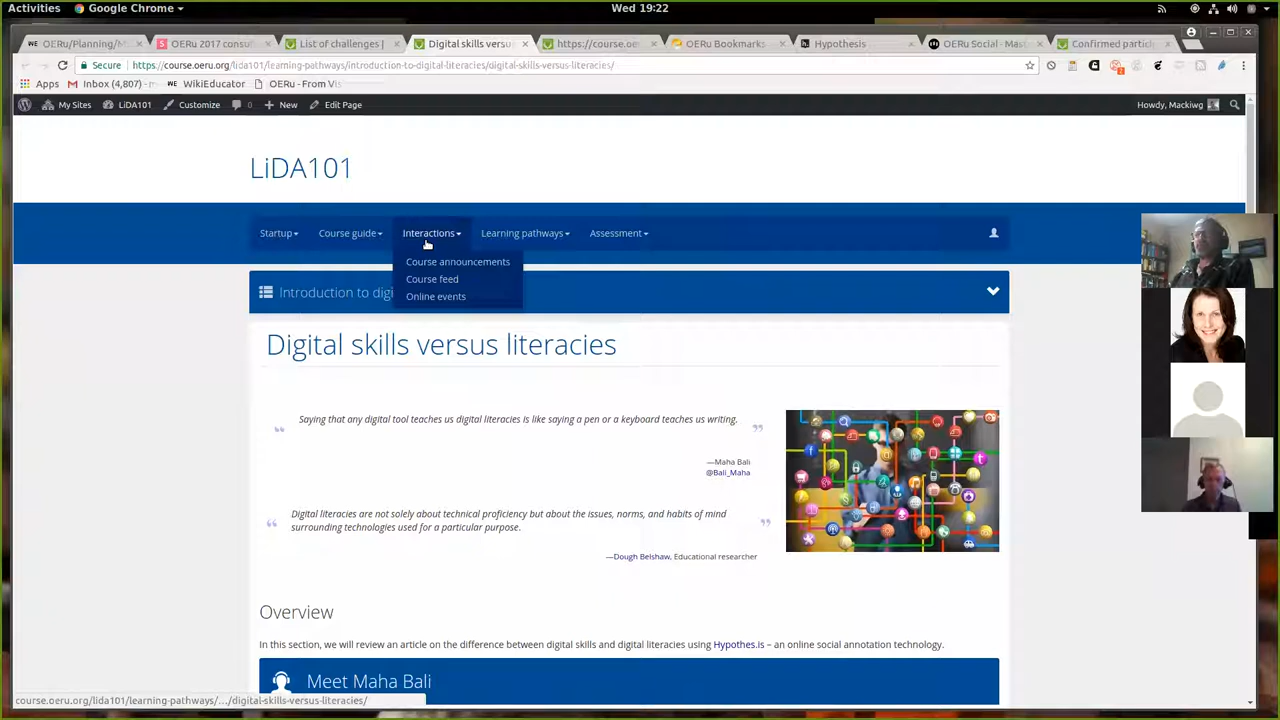 Activities
Google Chrome
Wed 19:22
OERu/Planning/M
OERu 2017 consu
List of challenges |
Digital skills versu
https://course.oe
OERu Bookmarks
Hypothesis
OERu Social - Mast
Confirmed partici
Secure
https://course.oeru.org/lida101/learning-pathways/introduction-to-digital-literacies/digital-skills-versus-literacies/
Apps
Inbox (4,807) - m
WikiEducator
OERu - From Vis
My Sites
LiDA101
Customize
New
Edit Page
Howdy, Mackiwg
LiDA101
Startup
Course guide
Interactions
Learning pathways
Assessment
Course announcements
Course feed
Online events
Introduction to digi
Digital skills versus literacies
Saying that any digital tool teaches us digital literacies is like saying a pen or a keyboard teaches us writing.
—Maha Bali
@Bali_Maha
Digital literacies are not solely about technical proficiency but about the issues, norms, and habits of mind
surrounding technologies used for a particular purpose.
—Dough Belshaw, Educational researcher
Overview
In this section, we will review an article on the difference between digital skills and digital literacies using Hypothes.is – an online social annotation technology.
Meet Maha Bali
course.oeru.org/lida101/learning-pathways/.../digital-skills-versus-literacies/